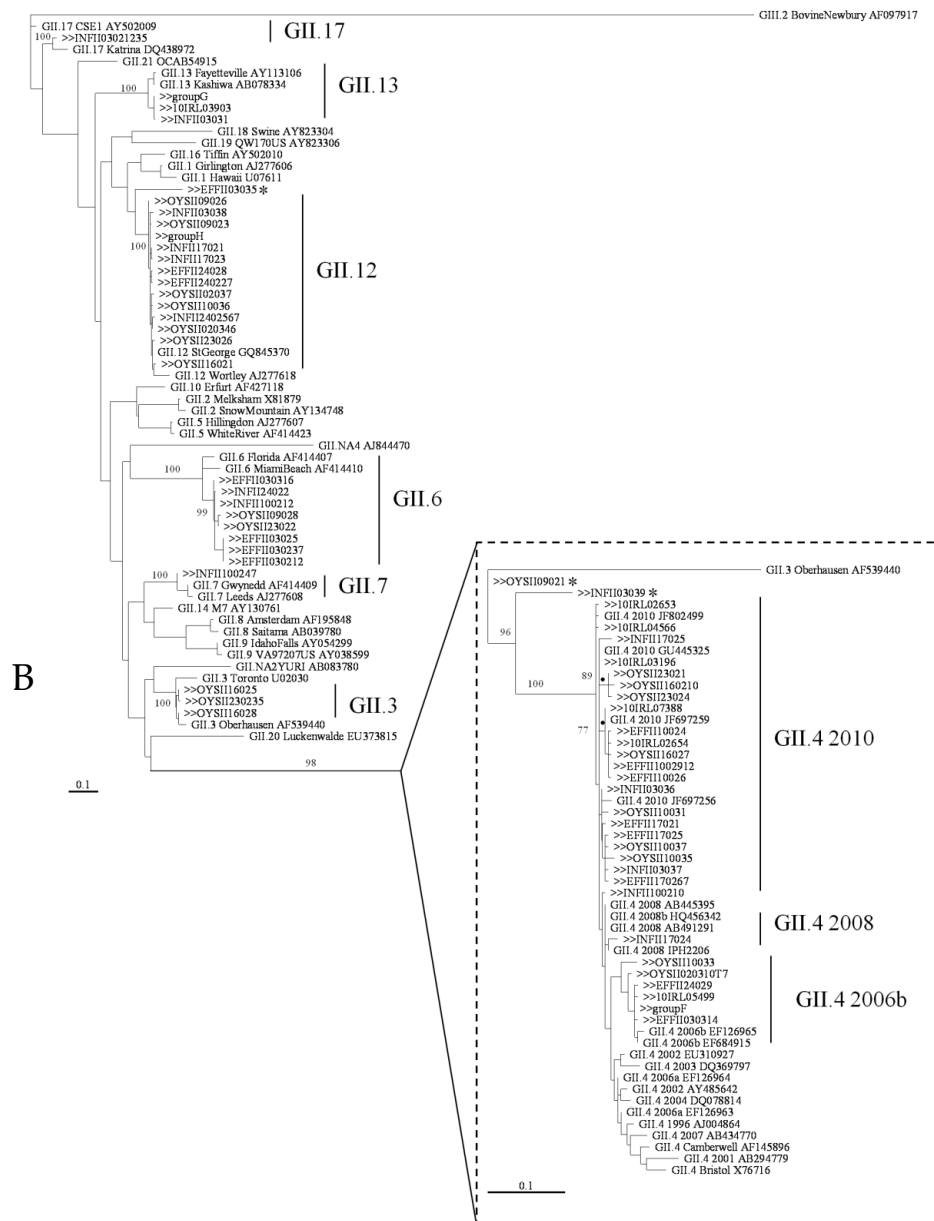 GIII.2 BovineNewbury AF097917
GII.17 CSE1 AY502009
100
>>INFII03021235
GII.17 Katrina DQ438972
GII.17
GII.21 OCAB54915
GII.13 Fayetteville AY113106
GII.13 Kashiwa AB078334
100
>>groupG
>>10IRL03903
>>INFII03031
GII.13
GII.18 Swine AY823304
GII.19 QW170US AY823306
GII.16 Tiffin AY502010
GII.1 Girlington AJ277606
GII.1 Hawaii U07611
>>EFFII03035 *
>>OYSII09026
>>INFII03038
>>OYSII09023
>>groupH
100
>>INFII17021
>>INFII17023
>>EFFII24028
>>EFFII240227
>>OYSII02037
>>OYSII10036
>>INFII2402567
>>OYSII020346
>>OYSII23026
GII.12 StGeorge GQ845370
>>OYSII16021
GII.12 Wortley AJ277618
GII.12
GII.10 Erfurt AF427118
GII.2 Melksham X81879
GII.2 SnowMountain AY134748
GII.5 Hillingdon AJ277607
GII.5 WhiteRiver AF414423
GII.NA4 AJ844470
GII.6 Florida AF414407
100
GII.6 MiamiBeach AF414410
>>EFFII030316
>>INFII24022
>>INFII100212
99
>>OYSII09028
>>OYSII23022
>>EFFII03025
>>EFFII030237
>>EFFII030212
GII.6
100
>>INFII100247
GII.7 Gwynedd AF414409
GII.7 Leeds AJ277608
GII.7
GII.14 M7 AY130761
GII.8 Amsterdam AF195848
GII.8 Saitama AB039780
GII.9 IdahoFalls AY054299
GII.9 VA97207US AY038599
B
GII.NA2YURI AB083780
GII.3 Toronto U02030
>>OYSII16025
100
>>OYSII230235
>>OYSII16028
GII.3 Oberhausen AF539440
GII.3
GII.20 Luckenwalde EU373815
98
0.1
GII.3 Oberhausen AF539440
>>OYSII09021 *
>>INFII03039 *
96
100
>>10IRL02653
GII.4 2010 JF802499
>>10IRL04566
>>INFII17025
GII.4 2010 GU445325
>>10IRL03196
89
>>OYSII23021
>>OYSII160210
>>OYSII23024
>>10IRL07388
GII.4 2010 JF697259
77
>>EFFII10024
>>10IRL02654
>>OYSII16027
>>EFFII1002912
>>EFFII10026
>>INFII03036
GII.4 2010 JF697256
>>OYSII10031
>>EFFII17021
>>EFFII17025
>>OYSII10037
>>OYSII10035
>>INFII03037
>>EFFII170267
GII.4 2010
>>INFII100210
GII.4 2008 AB445395
GII.4 2008b HQ456342
GII.4 2008 AB491291
>>INFII17024
GII.4 2008 IPH2206
GII.4 2008
>>OYSII10033
>>OYSII020310T7
>>EFFII24029
>>10IRL05499
>>groupF
>>EFFII030314
GII.4 2006b EF126965
GII.4 2006b EF684915
GII.4 2006b
GII.4 2002 EU310927
GII.4 2003 DQ369797
GII.4 2006a EF126964
GII.4 2002 AY485642
GII.4 2004 DQ078814
GII.4 2006a EF126963
GII.4 1996 AJ004864
GII.4 2007 AB434770
GII.4 Camberwell AF145896
GII.4 2001 AB294779
GII.4 Bristol X76716
0.1